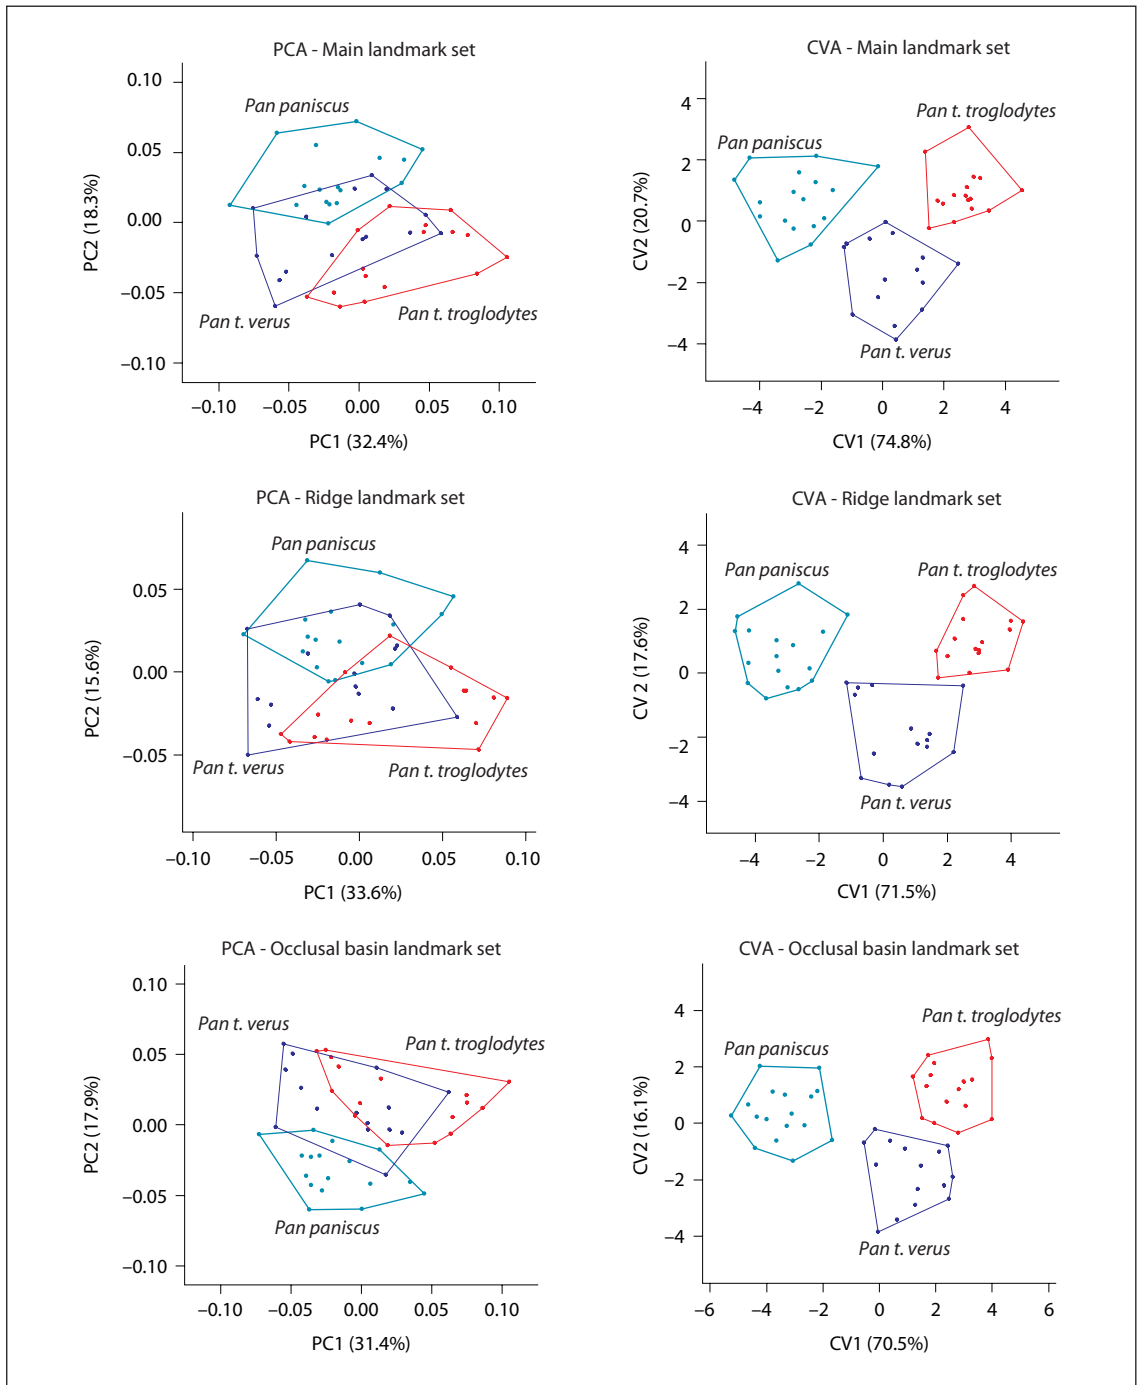 PCA - Main landmark set
0.10
0.05
0.00
−0.05
−0.10
PC2 (18.3%)
Pan paniscus
Pan t. verus
Pan t. troglodytes
−0.10 −0.05 0.00 0.05 0.10
PC1 (32.4%)
CVA - Main landmark set
4
2
0
−2
−4
CV2 (20.7%)
Pan t. troglodytes
Pan paniscus
Pan t. verus
−4 −2 0 2 4
CV1 (74.8%)
PCA - Ridge landmark set
0.05
0.00
−0.05
PC2 (15.6%)
Pan paniscus
Pan t. verus
Pan t. troglodytes
−0.10 −0.05 0.00 0.05 0.10
PC1 (33.6%)
CVA - Ridge landmark set
4
2
0
−2
−4
CV 2 (17.6%)
Pan paniscus
Pan t. troglodytes
Pan t. verus
−4 −2 0 2 4
CV1 (71.5%)
PCA - Occlusal basin landmark set
0.10
0.05
0.00
−0.05
−0.10
PC2 (17.9%)
Pan t. verus
Pan t. troglodytes
Pan paniscus
−0.10 −0.05 0.00 0.05 0.10
PC1 (31.4%)
CVA - Occlusal basin landmark set
4
2
0
−2
−4
CV2 (16.1%)
Pan t. troglodytes
Pan paniscus
Pan t. verus
−6 −4 −2 0 2 4 6
CV1 (70.5%)